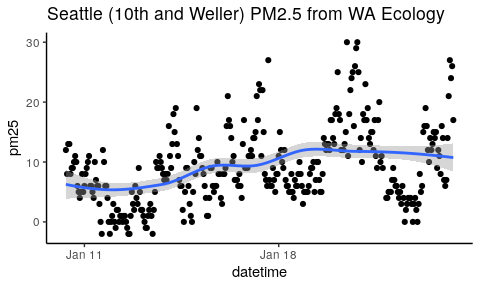 Seattle (10th and Weller) PM2.5 from WA Ecology
30
20
10
0
pm25
Jan 11
Jan 18
datetime